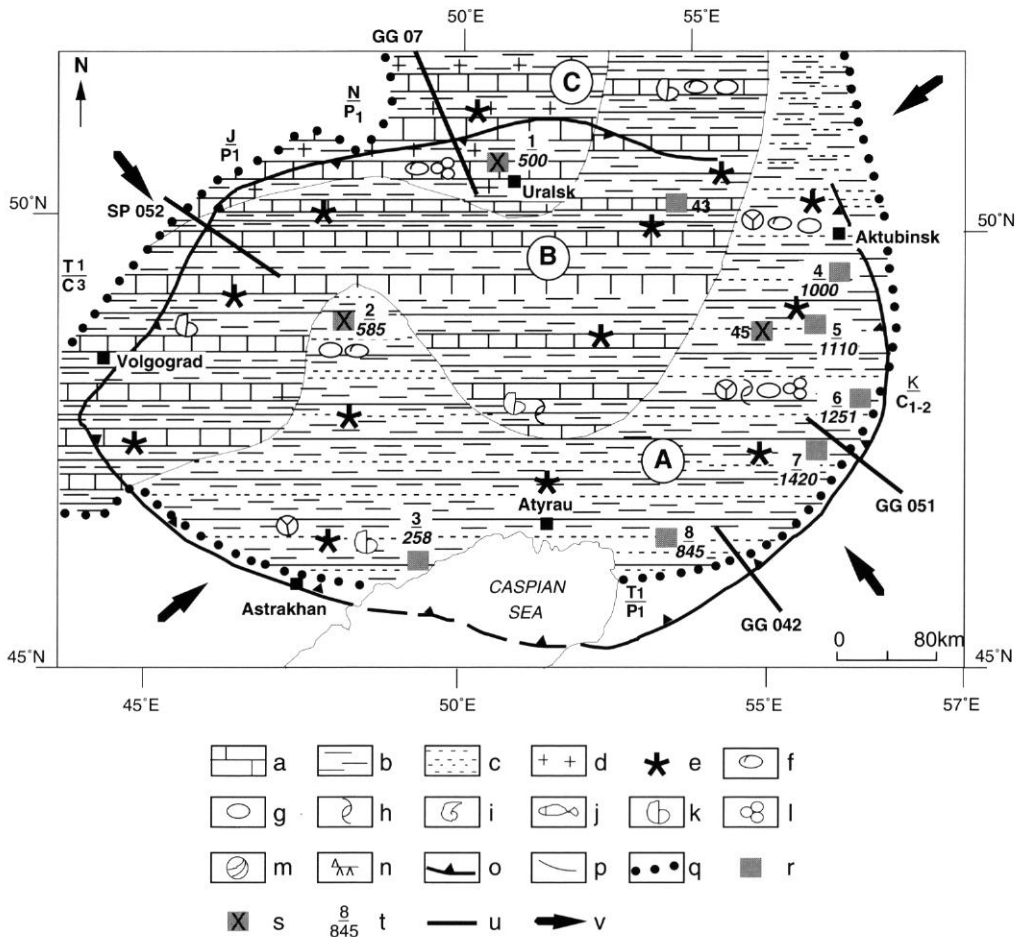 50°E
55°E
GG 07
N
C
N
P1
J
P1
1
500
Uralsk
43
50°N
SP 052
50°N
Aktubinsk
T 1
C 3
B
4
1000
2
585
45
5
1110
Volgograd
6
1251
K
C1-2
A
7
1420
GG 051
Atyrau
3
258
8
845
CASPIAN
SEA
T1
P1
Astrakhan
GG 042
0 80km
45°N
45°N
45°E
50°E
55°E
57°E
a b c d e f
g h i j k l
m n o p q r
X s 8 t u v
845